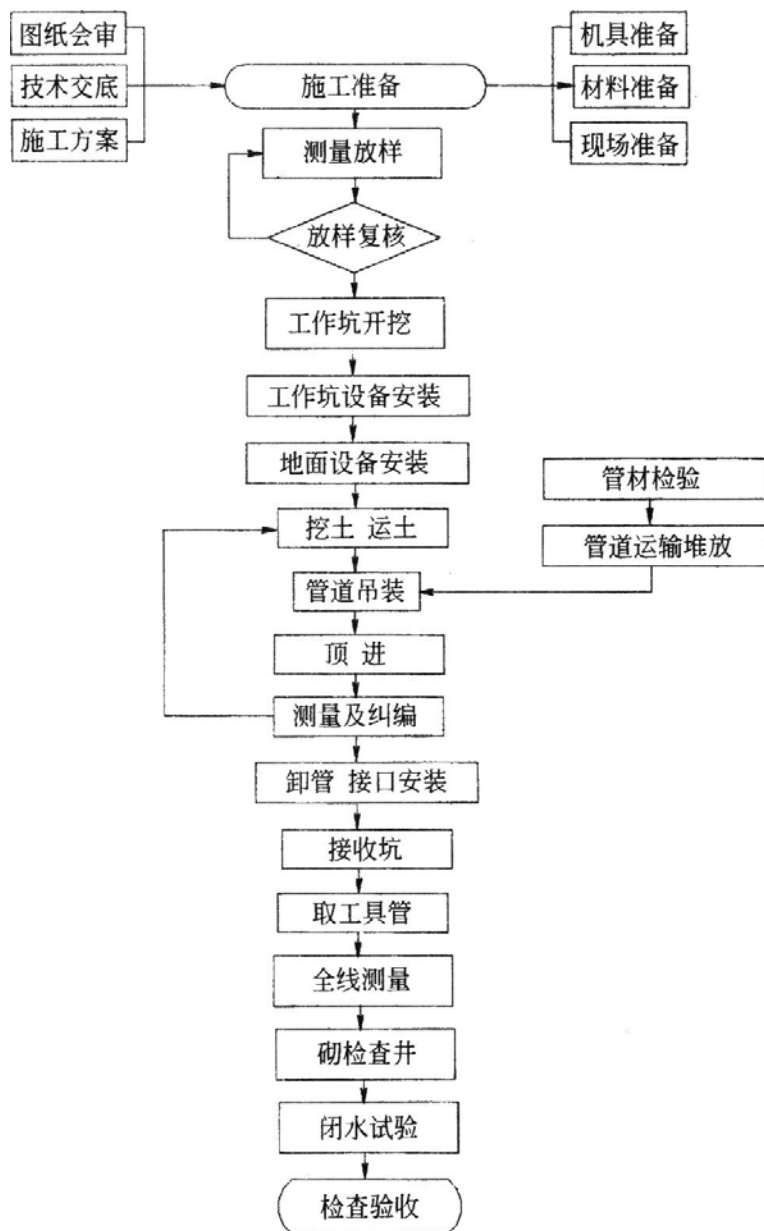 图纸会审
机具准备
技术交底
施工准备
材料准备
施工方案
测量放样
现场准备
放样复核
工作坑开挖
工作坑设备安装
地面设备安装
管材检验
挖土 运土
管道运输堆放
管道吊装
顶 进
测量及纠编
卸管 接口安装
接收坑
取工具管
全线测量
砌检查井
闭水试验
检查验收